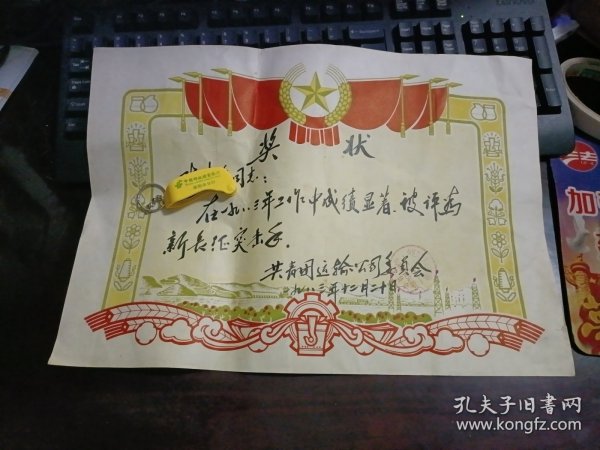 奖 状
同志:
在一九八三年工作中成绩显著,被评为
新长征突击手。
共青团运输公司委员会
一九八三年十二月二十日
加
孔夫子旧书网
www.kongfz.com